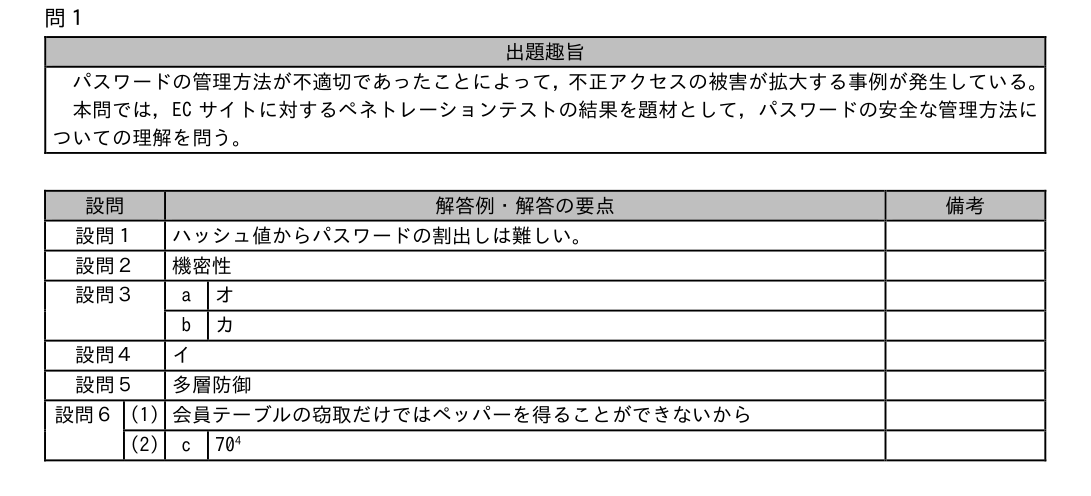 問１
出題趣旨
パスワードの管理方法が不適切であったことによって，不正アクセスの被害が拡大する事例が発生している。
本問では，EC サイトに対するペネトレーションテストの結果を題材として，パスワードの安全な管理方法に
ついての理解を問う。
設問 解答例・解答の要点 備考
設問１ ハッシュ値からパスワードの割出しは難しい。
設問２ 機密性
設問３ a オ
b カ
設問４ イ
設問５ 多層防御
設問６ (1) 会員テーブルの窃取だけではペッパーを得ることができないから
(2) c 70⁴